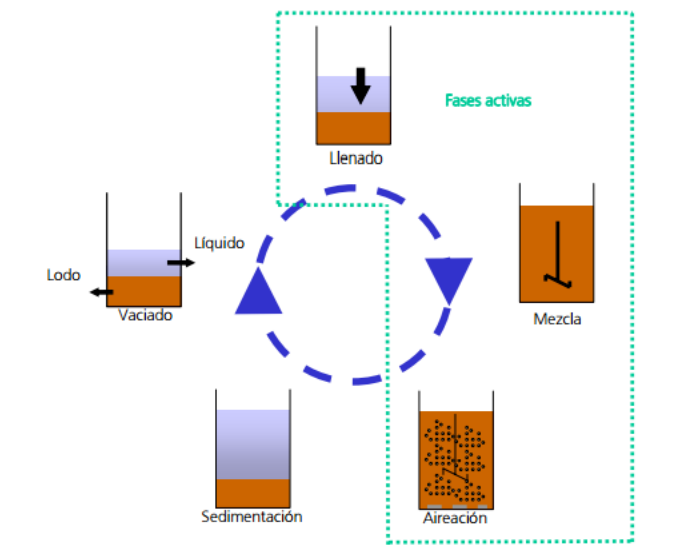 Fases activas
Llenado
Mezcla
Aireación
Sedimentación
Líquido
Lodo
Vaciado